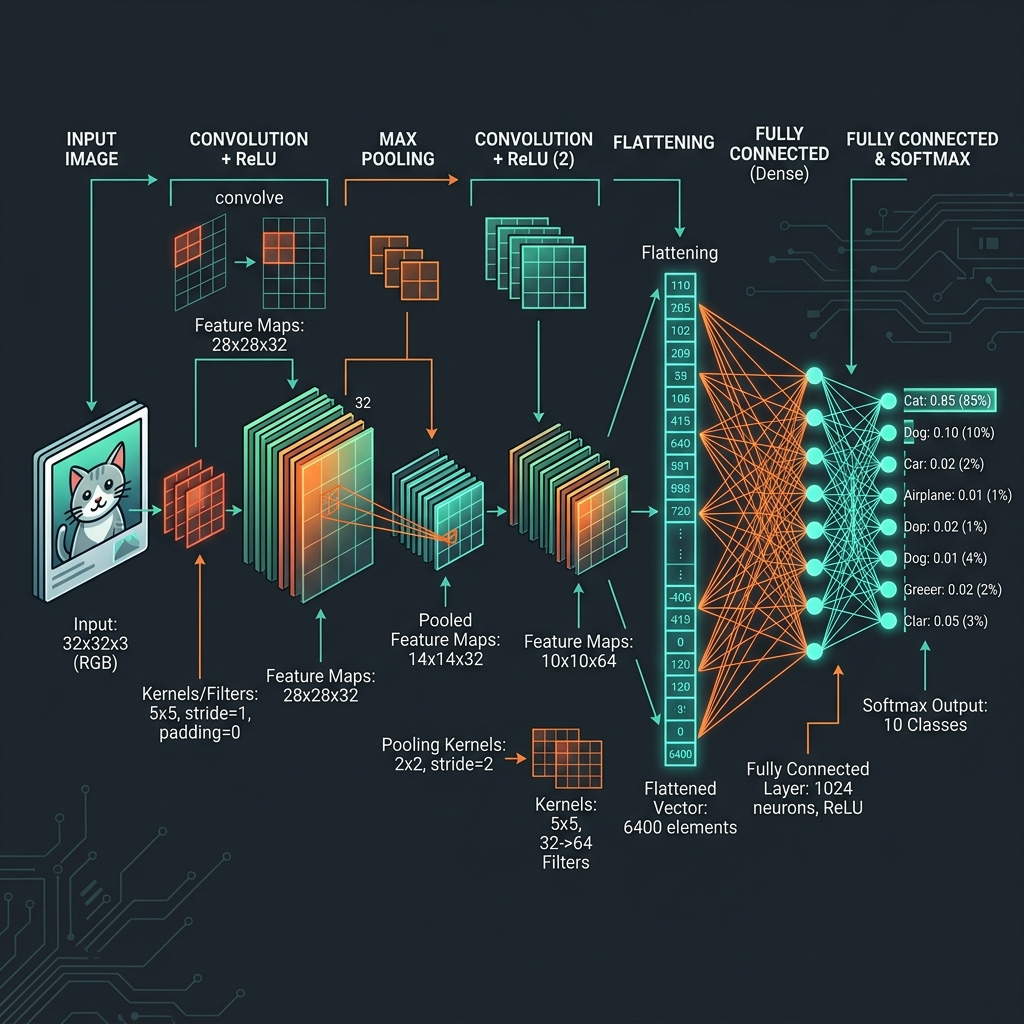 INPUT
IMAGE
CONVOLUTION
+ ReLU
MAX
POOLING
CONVOLUTION
+ ReLU (2)
FLATTENING
FULLY
CONNECTED
(Dense)
FULLY CONNECTED
& SOFTMAX
convolve
Feature Maps:
28x28x32
32
Flattening
110
205
102
209
106
415
640
591
998
720
419
0
120
120
0
6400
Cat: 0.85 (85%)
Dog: 0.10 (10%)
Car: 0.02 (2%)
Airplane: 0.01 (1%)
Dop: 0.02 (1%)
Dog: 0.01 (4%)
Greeer: 0.02 (2%)
Clar: 0.05 (3%)
Input:
32x32x3
(RGB)
Kernels/Filters:
5x5, stride=1,
padding=0
Feature Maps:
28x28x32
Pooled
Feature Maps:
14x14x32
Feature Maps:
10x10x64
Pooling Kernels:
2x2, stride=2
Kernels:
5x5,
32->64
Filters
Flattened
Vector:
6400 elements
Fully Connected
Layer: 1024
neurons, ReLU
Softmax Output:
10 Classes